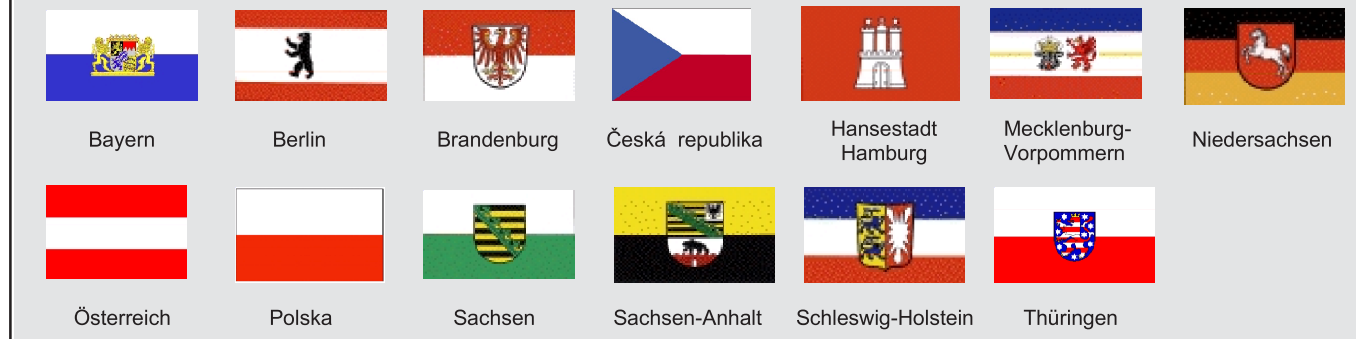 Bayern
Berlin
Brandenburg
Česká republika
Hansestadt
Hamburg
Mecklenburg-
Vorpommern
Niedersachsen
Österreich
Polska
Sachsen
Sachsen-Anhalt
Schleswig-Holstein
Thüringen